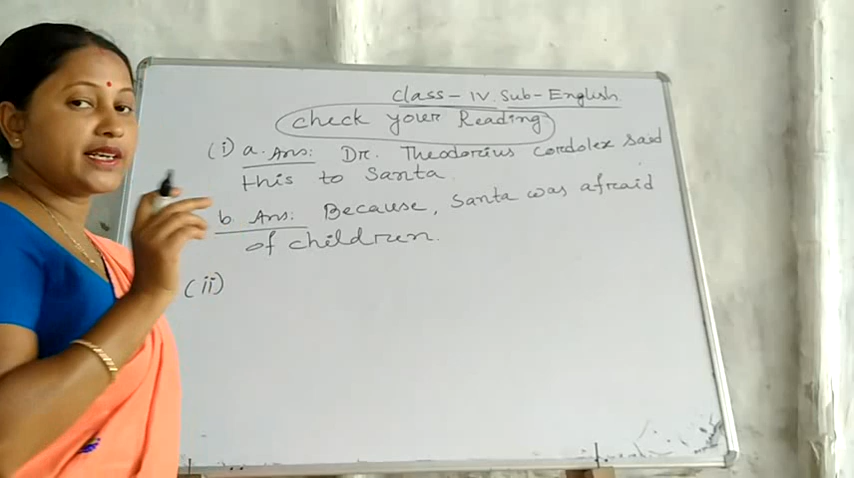 Class - IV. Sub - English.
Check your Reading
(i) a. Ans: Dr. Theodorius Cordolex said
this to Santa.
b. Ans: Because, Santa was afraid
of children.
(ii)